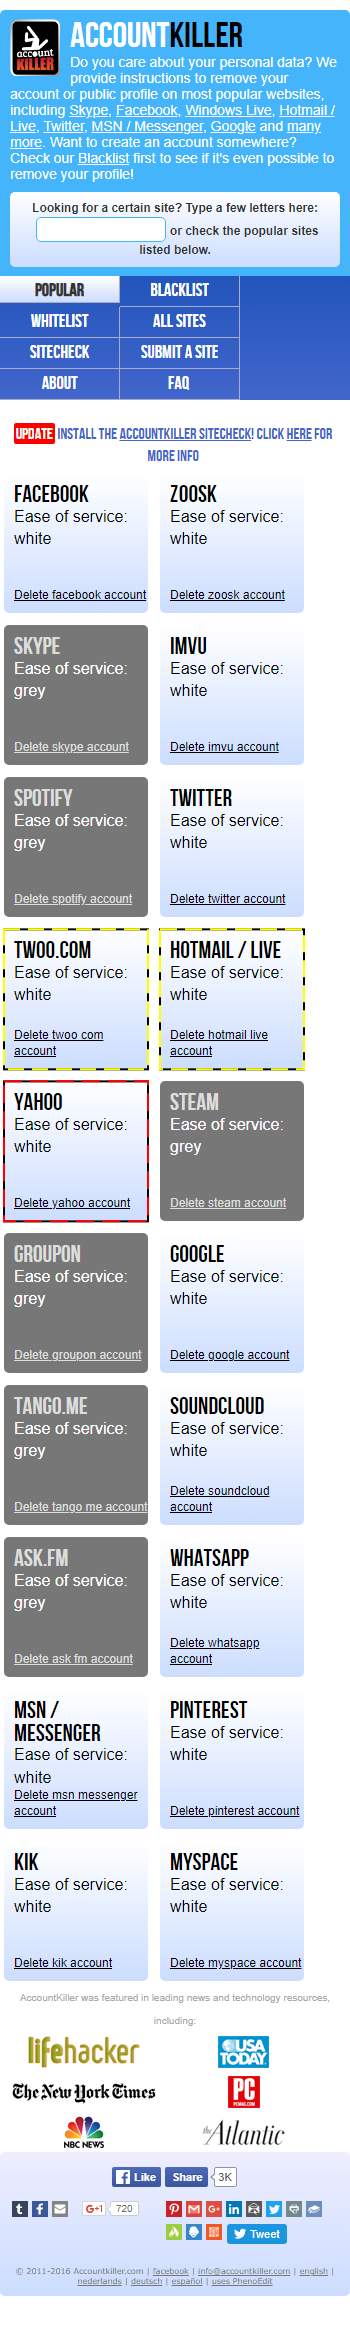 account
KILLER
ACCOUNTKILLER
Do you care about your personal data? We
provide instructions to remove your
account or public profile on most popular websites,
including Skype, Facebook, Windows Live, Hotmail /
Live, Twitter, MSN / Messenger, Google and many
more. Want to create an account somewhere?
Check our Blacklist first to see if it's even possible to
remove your profile!
Looking for a certain site? Type a few letters here:
or check the popular sites
listed below.
POPULAR
BLACKLIST
WHITELIST
ALL SITES
SITECHECK
SUBMIT A SITE
ABOUT
FAQ
UPDATE INSTALL THE ACCOUNTKILLER SITECHECK! CLICK HERE FOR
MORE INFO
FACEBOOK
Ease of service:
white
Delete facebook account
ZOOSK
Ease of service:
white
Delete zoosk account
SKYPE
Ease of service:
grey
Delete skype account
IMVU
Ease of service:
white
Delete imvu account
SPOTIFY
Ease of service:
grey
Delete spotify account
TWITTER
Ease of service:
white
Delete twitter account
TWOO.COM
Ease of service:
white
Delete twoo com
account
HOTMAIL / LIVE
Ease of service:
white
Delete hotmail live
account
YAHOO
Ease of service:
white
Delete yahoo account
STEAM
Ease of service:
grey
Delete steam account
GROUPON
Ease of service:
grey
Delete groupon account
GOOGLE
Ease of service:
white
Delete google account
TANGO.ME
Ease of service:
grey
Delete tango me account
SOUNDCLOUD
Ease of service:
white
Delete soundcloud
account
ASK.FM
Ease of service:
grey
Delete ask fm account
WHATSAPP
Ease of service:
white
Delete whatsapp
account
MSN /
MESSENGER
Ease of service:
white
Delete msn messenger
account
PINTEREST
Ease of service:
white
Delete pinterest account
KIK
Ease of service:
white
Delete kik account
MYSPACE
Ease of service:
white
Delete myspace account
AccountKiller was featured in leading news and technology resources,
including:
lifehacker
USA
TODAY
The New York Times
PC
PCMAG.COM
NBC NEWS
the Atlantic
Like
Share
3K
G+1
720
Tweet
© 2011-2016 Accountkiller.com | facebook | info@accountkiller.com | english |
nederlands | deutsch | español | uses PhenoEdit